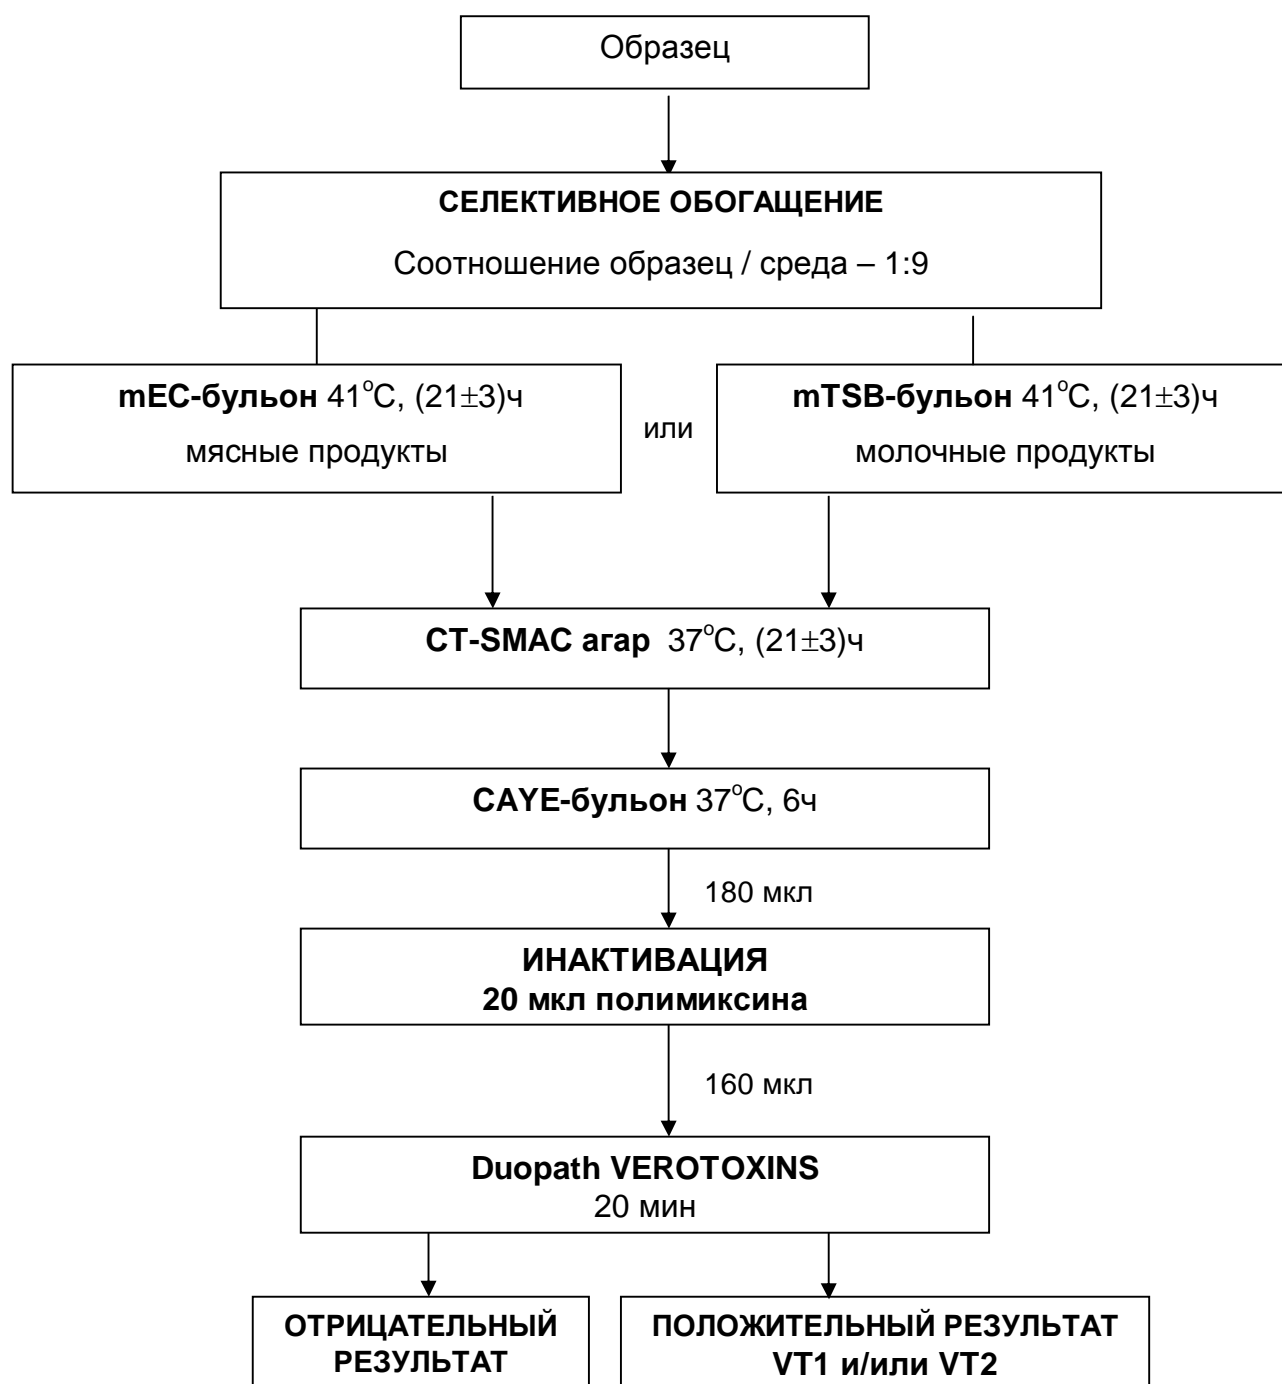 Образец
СЕЛЕКТИВНОЕ ОБОГАЩЕНИЕ
Соотношение образец / среда – 1:9
mEC-бульон 41°C, (21±3)ч
мясные продукты
или
mTSB-бульон 41°C, (21±3)ч
молочные продукты
CT-SMAC агар 37°C, (21±3)ч
CAYE-бульон 37°C, 6ч
180 мкл
ИНАКТИВАЦИЯ
20 мкл полимиксина
160 мкл
Duopath VEROTOXINS
20 мин
ОТРИЦАТЕЛЬНЫЙ
РЕЗУЛЬТАТ
ПОЛОЖИТЕЛЬНЫЙ РЕЗУЛЬТАТ
VT1 и/или VT2